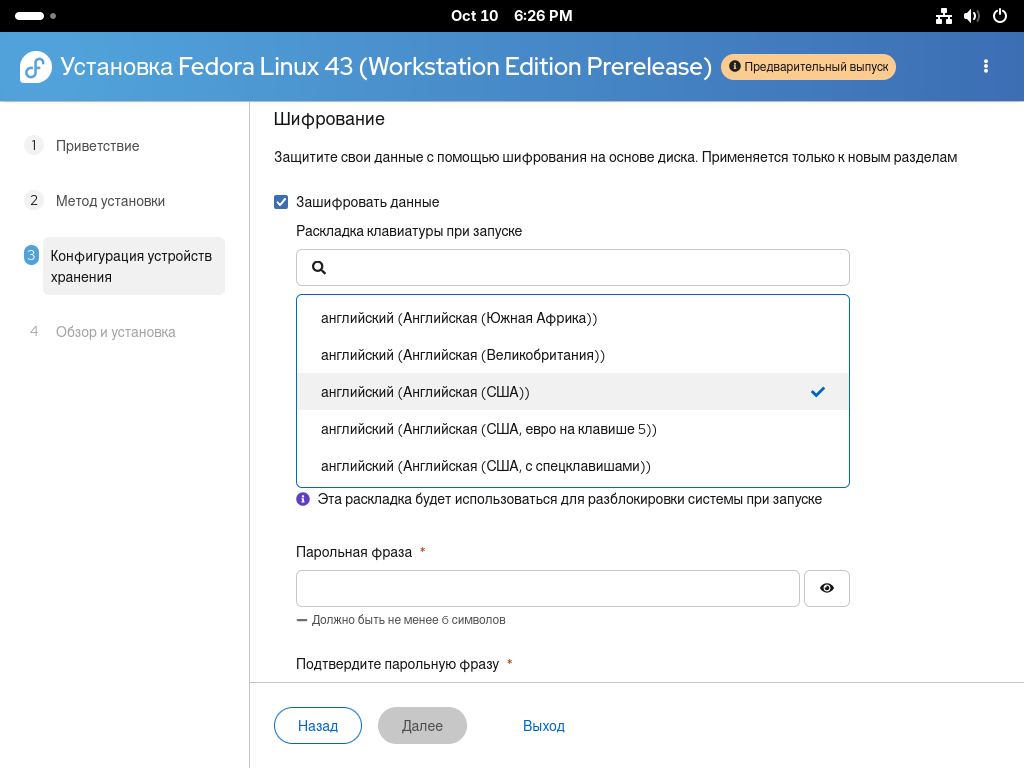 Oct 10 6:26 PM
Установка Fedora Linux 43 (Workstation Edition Prerelease)
Предварительный выпуск
1 Приветствие
2 Метод установки
3 Конфигурация устройств
хранения
4 Обзор и установка
Шифрование
Защитите свои данные с помощью шифрования на основе диска. Применяется только к новым разделам
Зашифровать данные
Раскладка клавиатуры при запуске
английский (Английская (Южная Африка))
английский (Английская (Великобритания))
английский (Английская (США))
английский (Английская (США, евро на клавише 5))
английский (Английская (США, с спецклавишами))
Эта раскладка будет использоваться для разблокировки системы при запуске
Парольная фраза *
Должно быть не менее 6 символов
Подтвердите парольную фразу *
Назад
Далее
Выход